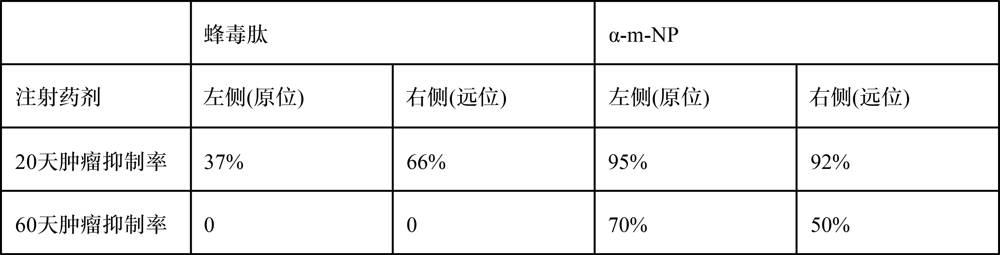 蜂毒肽 α-m-NP
注射药剂 左侧(原位) 右侧(远位) 左侧(原位) 右侧(远位)
20天肿瘤抑制率 37% 66% 95% 92%
60天肿瘤抑制率 0 0 70% 50%